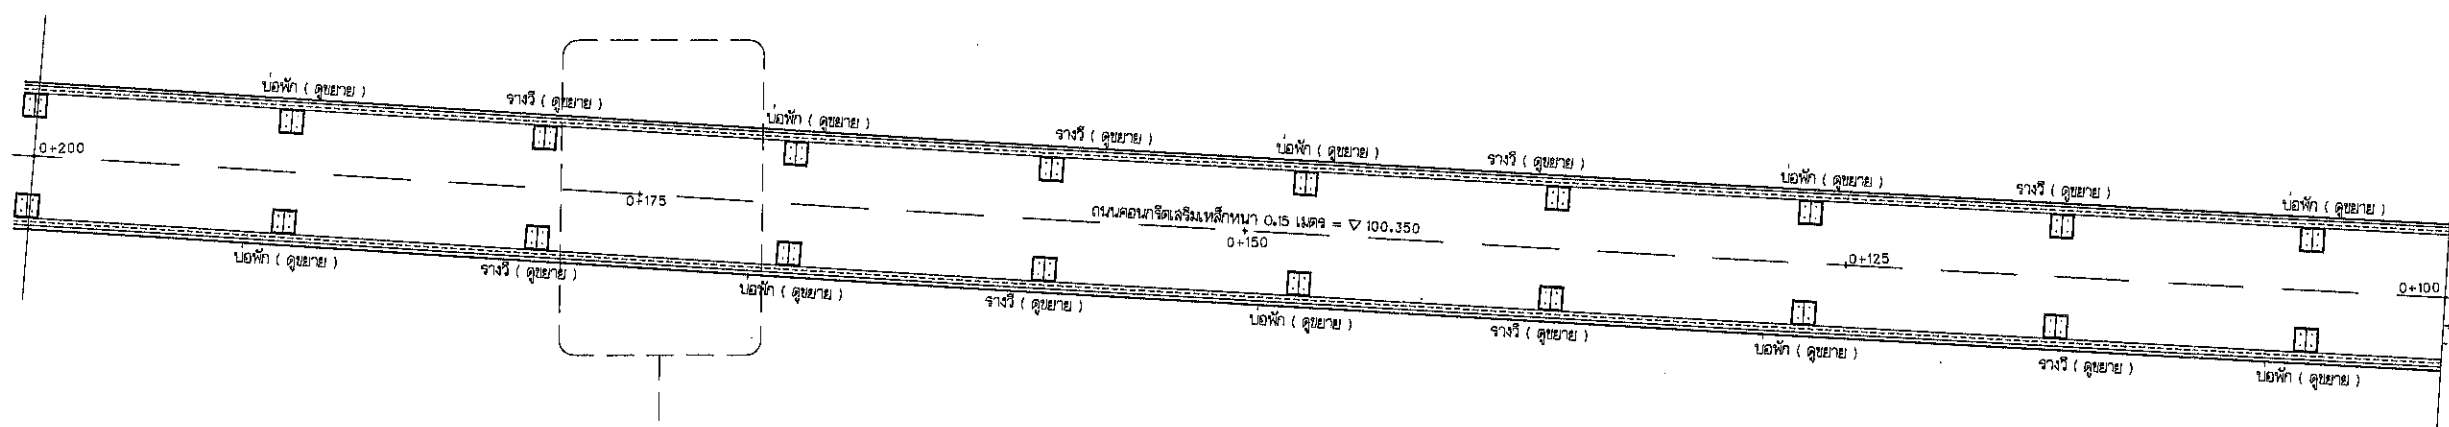 บ่อพัก ( ดูขยาย )
รางวี ( ดูขยาย )
บ่อพัก ( ดูขยาย )
รางวี ( ดูขยาย )
บ่อพัก ( ดูขยาย )
รางวี ( ดูขยาย )
บ่อพัก ( ดูขยาย )
รางวี ( ดูขยาย )
บ่อพัก ( ดูขยาย )
0+200
0+175
ถนนคอนกรีตเสริมเหล็กหนา 0.15 เมตร = ▽ 100.350
0+150
0+125
0+100
บ่อพัก ( ดูขยาย )
รางวี ( ดูขยาย )
บ่อพัก ( ดูขยาย )
รางวี ( ดูขยาย )
บ่อพัก ( ดูขยาย )
รางวี ( ดูขยาย )
บ่อพัก ( ดูขยาย )
รางวี ( ดูขยาย )
บ่อพัก ( ดูขยาย )